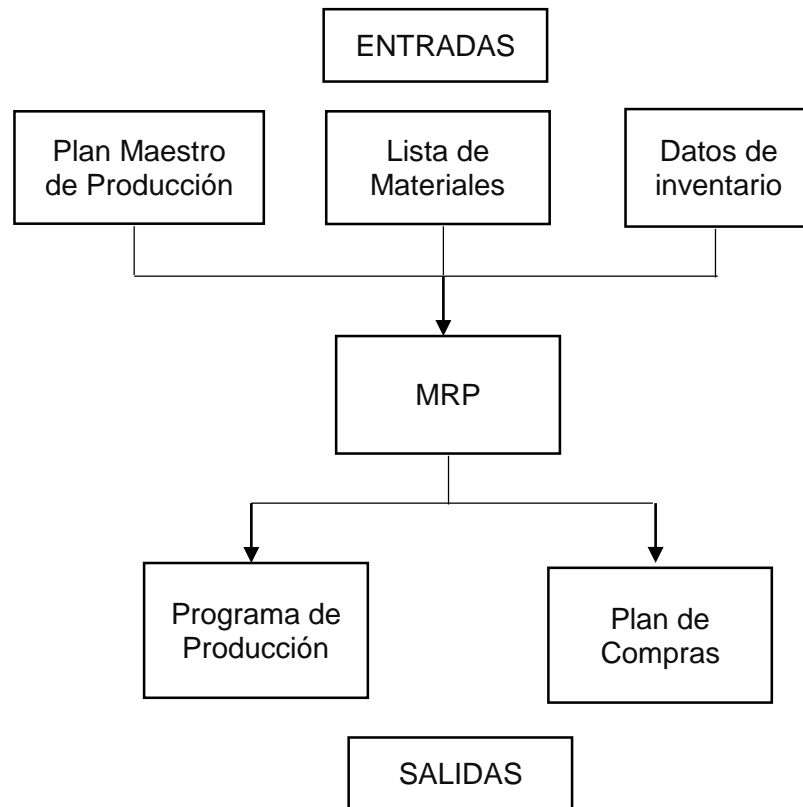 ENTRADAS
Plan Maestro
de Producción
Lista de
Materiales
Datos de
inventario
MRP
Programa de
Producción
Plan de
Compras
SALIDAS